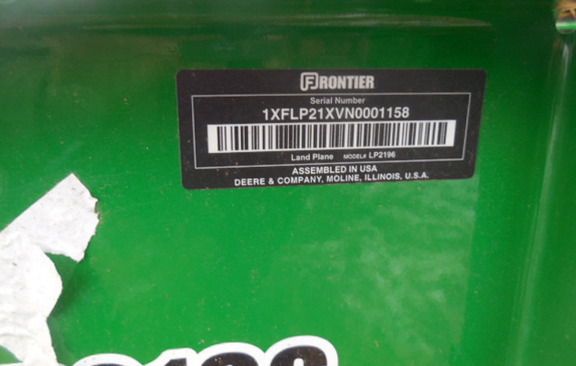 FRONTIER
Serial Number
1XFLP21XVN0001158
Land Plane MODEL# LP2196
ASSEMBLED IN USA
DEERE & COMPANY, MOLINE, ILLINOIS, U.S.A.